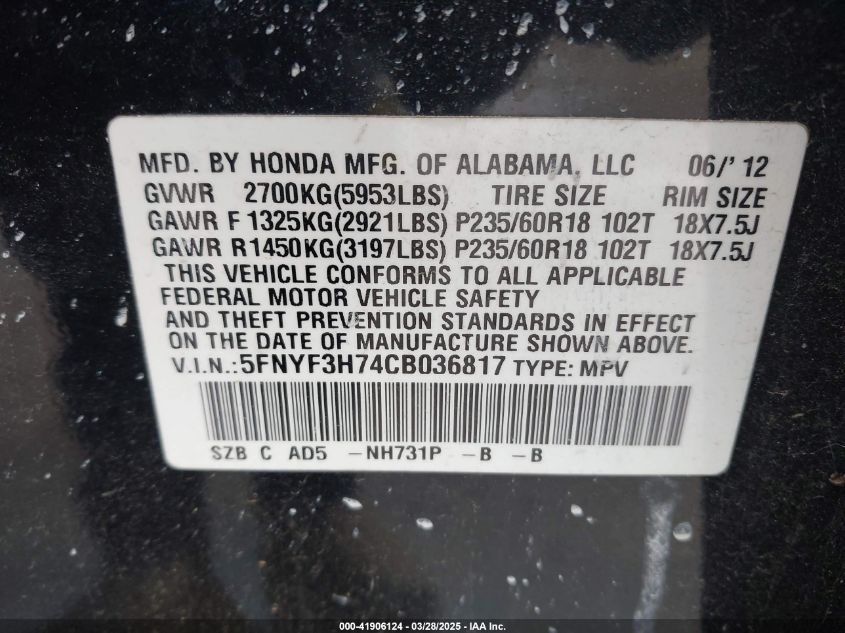 MFD. BY HONDA MFG. OF ALABAMA, LLC 06/'12
GVWR 2700KG(5953LBS) TIRE SIZE RIM SIZE
GAWR F 1325KG(2921LBS) P235/60R18 102T 18X7.5J
GAWR R1450KG(3197LBS) P235/60R18 102T 18X7.5J
THIS VEHICLE CONFORMS TO ALL APPLICABLE
FEDERAL MOTOR VEHICLE SAFETY
AND THEFT PREVENTION STANDARDS IN EFFECT
ON THE DATE OF MANUFACTURE SHOWN ABOVE.
V.I.N.:5FNYF3H74CB036817 TYPE: MPV
SZB C AD5 -NH731P -B -B
000-41906124 - 03/28/2025 - IAA Inc.